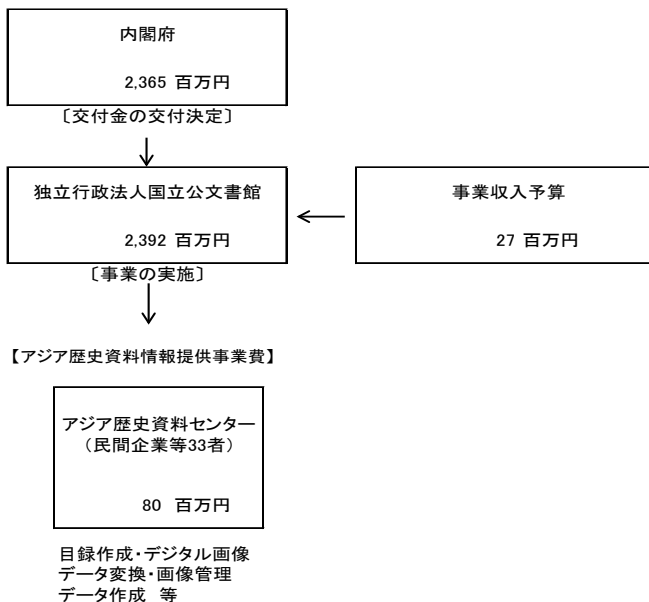 内閣府
2,365 百万円
〔交付金の交付決定〕
独立行政法人国立公文書館
2,392 百万円
事業収入予算
27 百万円
〔事業の実施〕
【アジア歴史資料情報提供事業費】
アジア歴史資料センター
(民間企業等33者)
80 百万円
目録作成・デジタル画像
データ変換・画像管理
データ作成 等